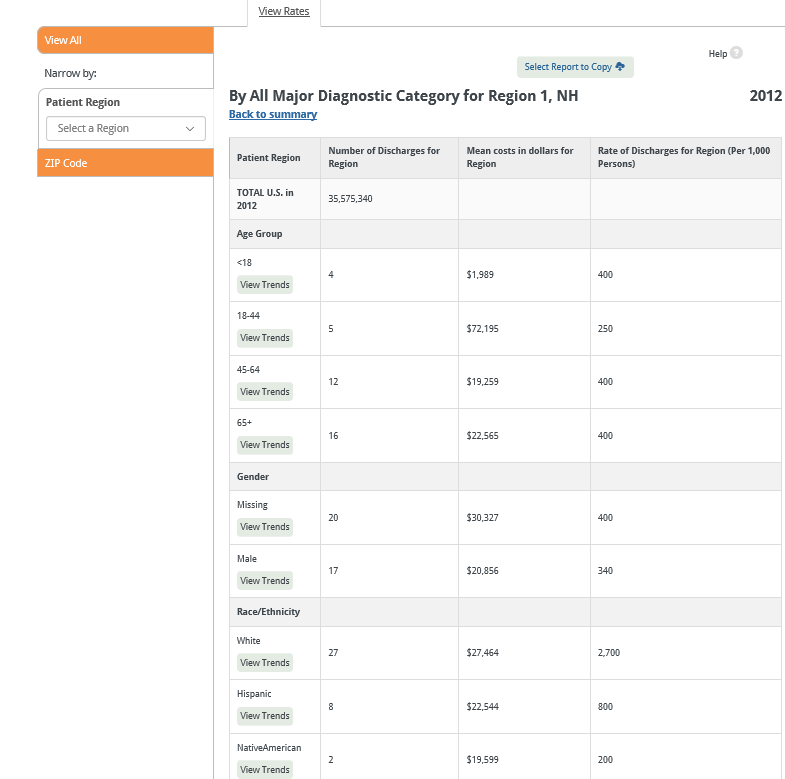 View Rates
View All
Narrow by:
Patient Region
Select a Region
ZIP Code
Help ?
Select Report to Copy
By All Major Diagnostic Category for Region 1, NH 2012
Back to summary
Patient Region
Number of Discharges for
Region
Mean costs in dollars for
Region
Rate of Discharges for Region (Per 1,000
Persons)
TOTAL U.S. in
2012
35,575,340
Age Group
<18
View Trends
4 $1,989 400
18-44
View Trends
5 $72,195 250
45-64
View Trends
12 $19,259 400
65+
View Trends
16 $22,565 400
Gender
Missing
View Trends
20 $30,327 400
Male
View Trends
17 $20,856 340
Race/Ethnicity
White
View Trends
27 $27,464 2,700
Hispanic
View Trends
8 $22,544 800
NativeAmerican
View Trends
2 $19,599 200